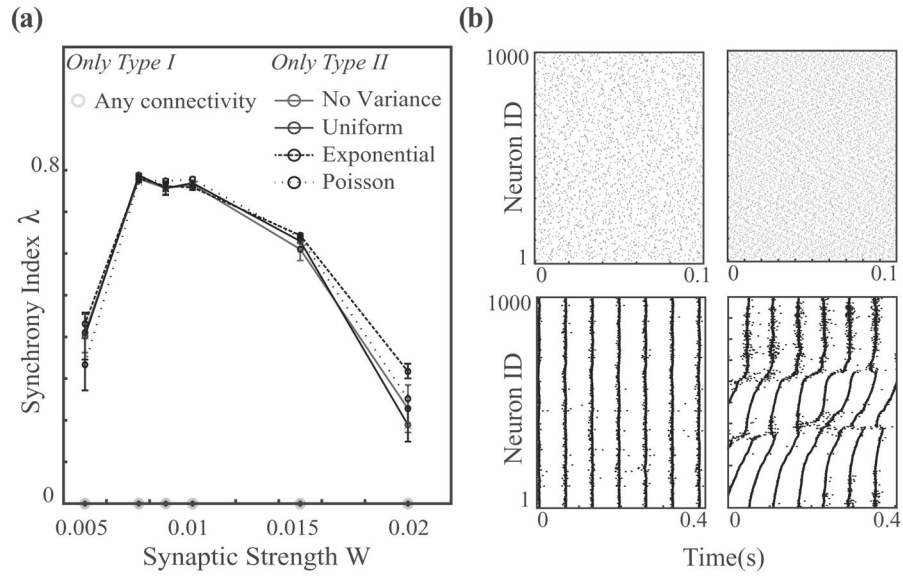 (a)
Only Type I
Any connectivity
Only Type II
No Variance
Uniform
Exponential
Poisson
Synchrony Index λ
0.8
0
0.005
0.01
0.015
0.02
Synaptic Strength W
(b)
Neuron ID
1000
1
0
0.1
0
0.1
Neuron ID
1000
1
0
0.4
0
0.4
Time(s)